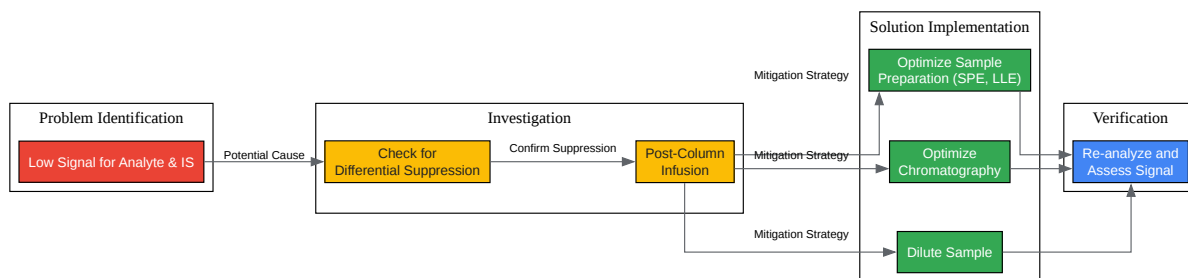 Problem Identification
Low Signal for Analyte & IS
Potential Cause
Investigation
Check for
Differential Suppression
Confirm Suppression
Post-Column
Infusion
Mitigation Strategy
Mitigation Strategy
Mitigation Strategy
Solution Implementation
Optimize Sample
Preparation (SPE, LLE)
Optimize
Chromatography
Dilute Sample
Verification
Re-analyze and
Assess Signal